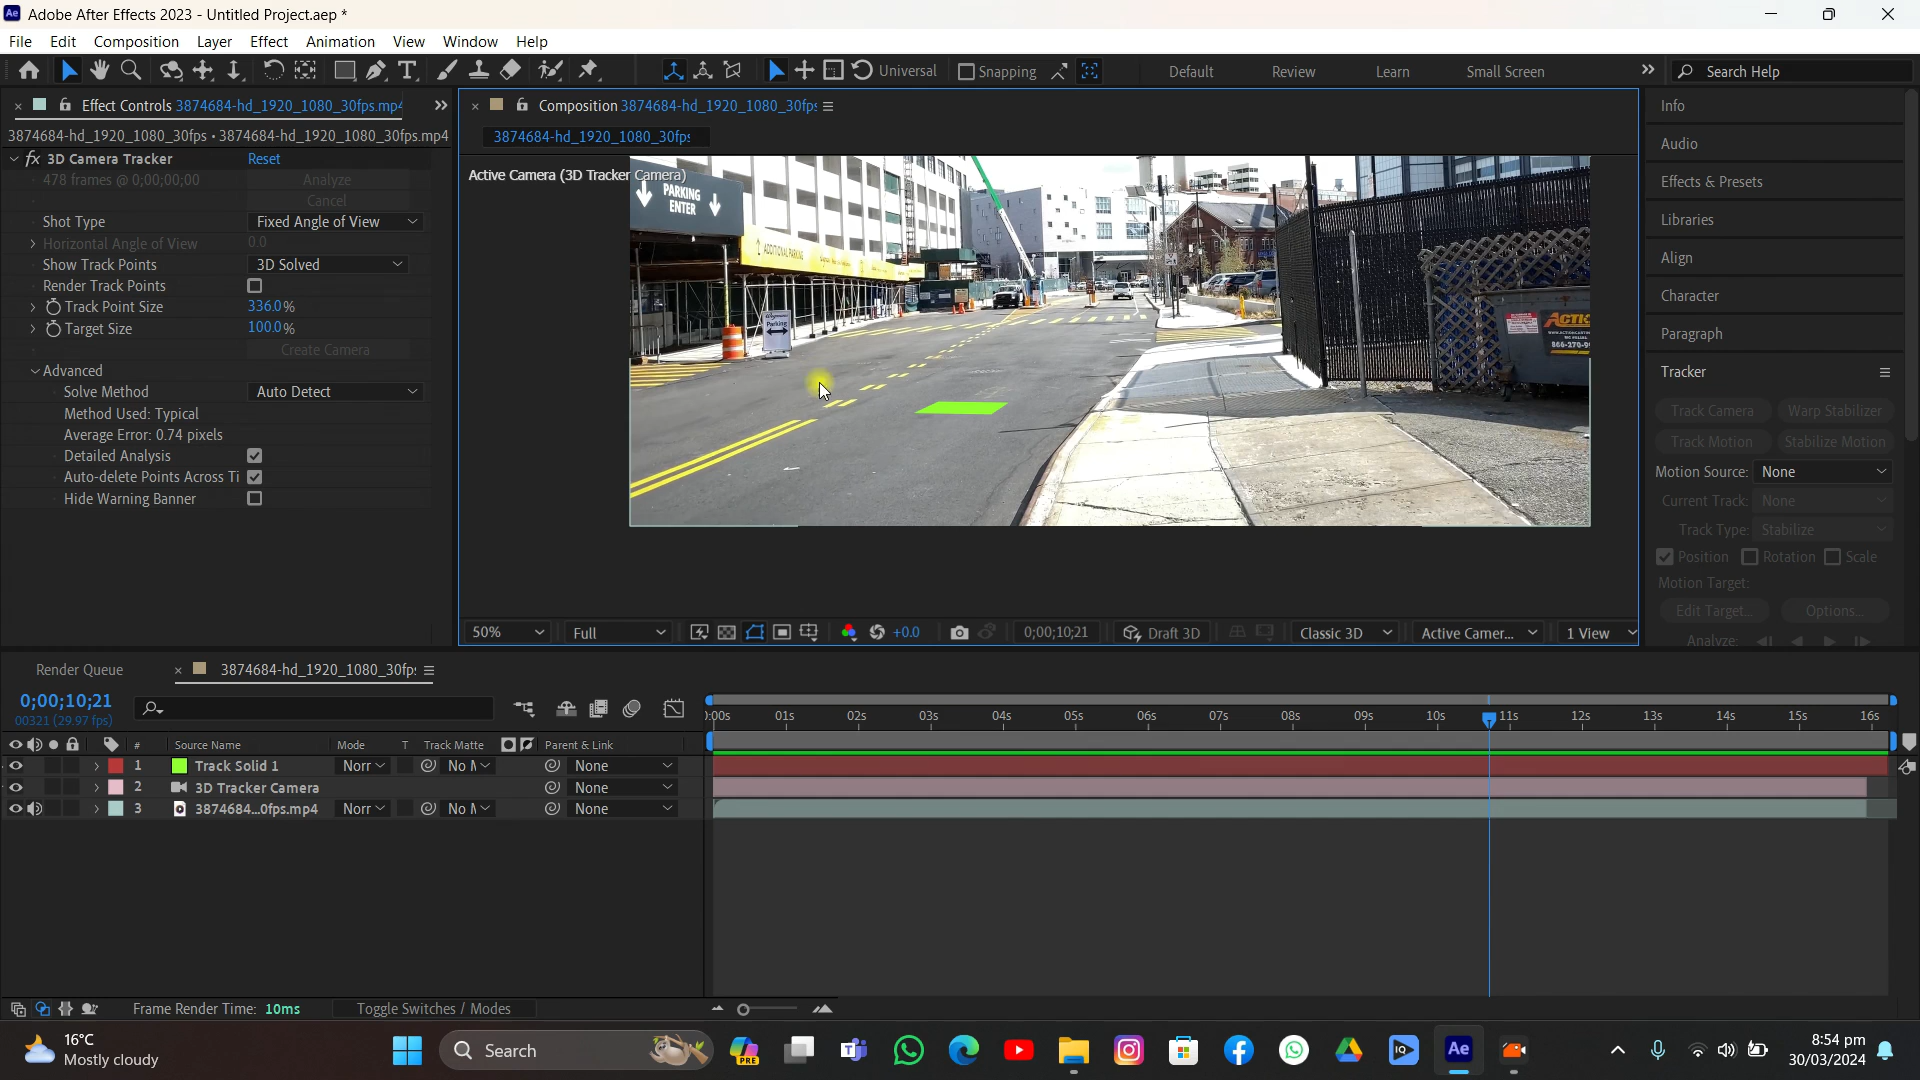 Adobe After Effects 2023 - Untitled Project.aep *
File Edit Composition Layer Effect Animation View Window Help
Universal Snapping Default Review Learn Small Screen Search Help
Effect Controls 3874684-hd_1920_1080_30fps.mp4
3874684-hd_1920_1080_30fps • 3874684-hd_1920_1080_30fps.mp4
fx 3D Camera Tracker Reset
478 frames @ 0;00;00;00 Analyze
Cancel
Shot Type Fixed Angle of View
Horizontal Angle of View 0.0
Show Track Points 3D Solved
Render Track Points
Track Point Size 336.0%
Target Size 100.0%
Create Camera
Advanced
Solve Method Auto Detect
Method Used: Typical
Average Error: 0.74 pixels
Detailed Analysis
Auto-delete Points Across Ti
Hide Warning Banner
Composition 3874684-hd_1920_1080_30fps
3874684-hd_1920_1080_30fps
Active Camera (3D Tracker Camera)
PARKING
ENTER
ADDITIONAL PARKING
Parking
ACTIO
866-270-9
50% Full +0.0 0;00;10;21 Draft 3D Classic 3D Active Camer... 1 View
Info
Audio
Effects & Presets
Libraries
Align
Character
Paragraph
Tracker
Track Camera Warp Stabilizer
Track Motion Stabilize Motion
Motion Source: None
Current Track: None
Track Type: Stabilize
Position Rotation Scale
Motion Target:
Edit Target... Options...
Analyze:
Render Queue 3874684-hd_1920_1080_30fps
0;00;10;21
00321 (29.97 fps)
):00s 01s 02s 03s 04s 05s 06s 07s 08s 09s 10s 11s 12s 13s 14s 15s 16s
# Source Name Mode T Track Matte Parent & Link
1 Track Solid 1 Norr No M None
2 3D Tracker Camera None
3 3874684...0fps.mp4 Norr No M None
Frame Render Time: 10ms Toggle Switches / Modes
16°C
Mostly cloudy
Search
PRE
IQ
Ae
8:54 pm
30/03/2024